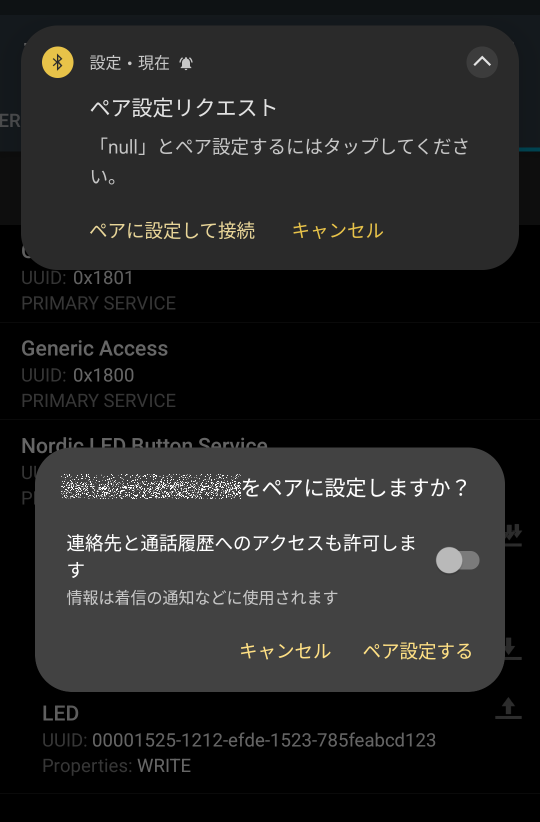 設定・現在
ペア設定リクエスト
「null」とペア設定するにはタップしてくださ
い。
ペアに設定して接続 キャンセル
ER
UUID: 0x1801
PRIMARY SERVICE
Generic Access
UUID: 0x1800
PRIMARY SERVICE
Nordic LED Button Service
をペアに設定しますか？
連絡先と通話履歴へのアクセスも許可しま
す
情報は着信の通知などに使用されます
キャンセル ペア設定する
LED
UUID: 00001525-1212-efde-1523-785feabcd123
Properties: WRITE